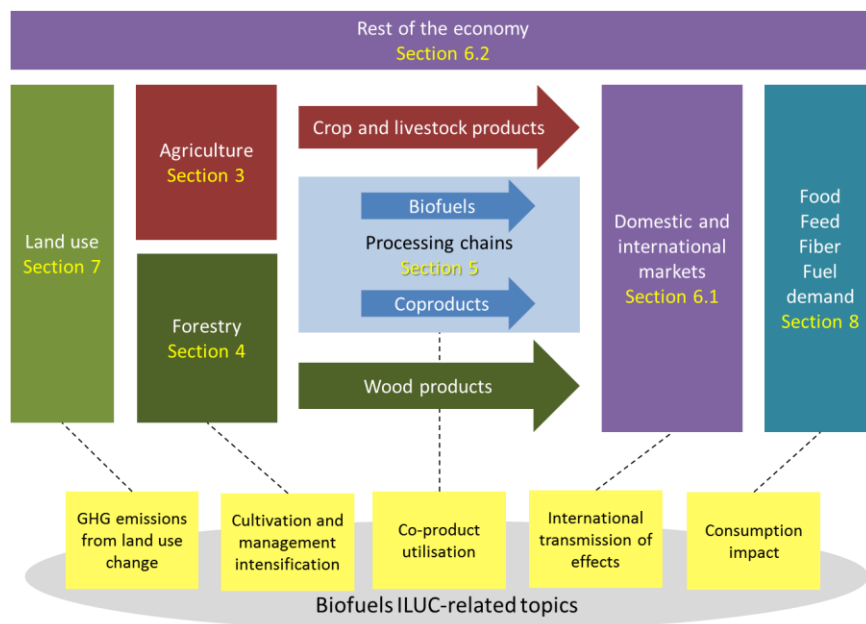 Rest of the economy
Section 6.2
Land use
Section 7
Agriculture
Section 3
Forestry
Section 4
Crop and livestock products
Biofuels
Processing chains
Section 5
Coproducts
Wood products
Domestic and
international
markets
Section 6.1
Food
Feed
Fiber
Fuel
demand
Section 8
GHG emissions
from land use
change
Cultivation and
management
intensification
Co-product
utilisation
International
transmission of
effects
Consumption
impact
Biofuels ILUC-related topics